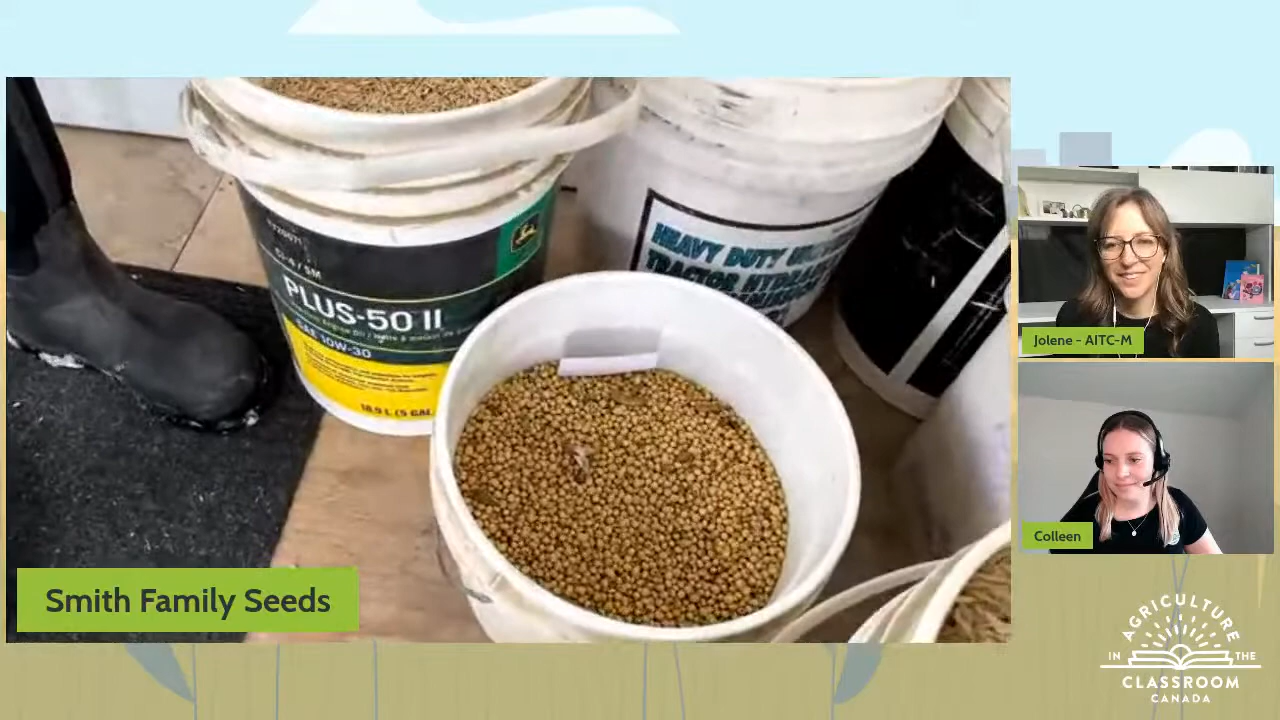 PLUS-50 II
SAE 10W-30
18.9 L (5 GAL
HEAVY DUTY
TRACTOR
Smith Family Seeds
Jolene - AITC-M
Colleen
AGRICULTURE
IN THE
CLASSROOM
CANADA